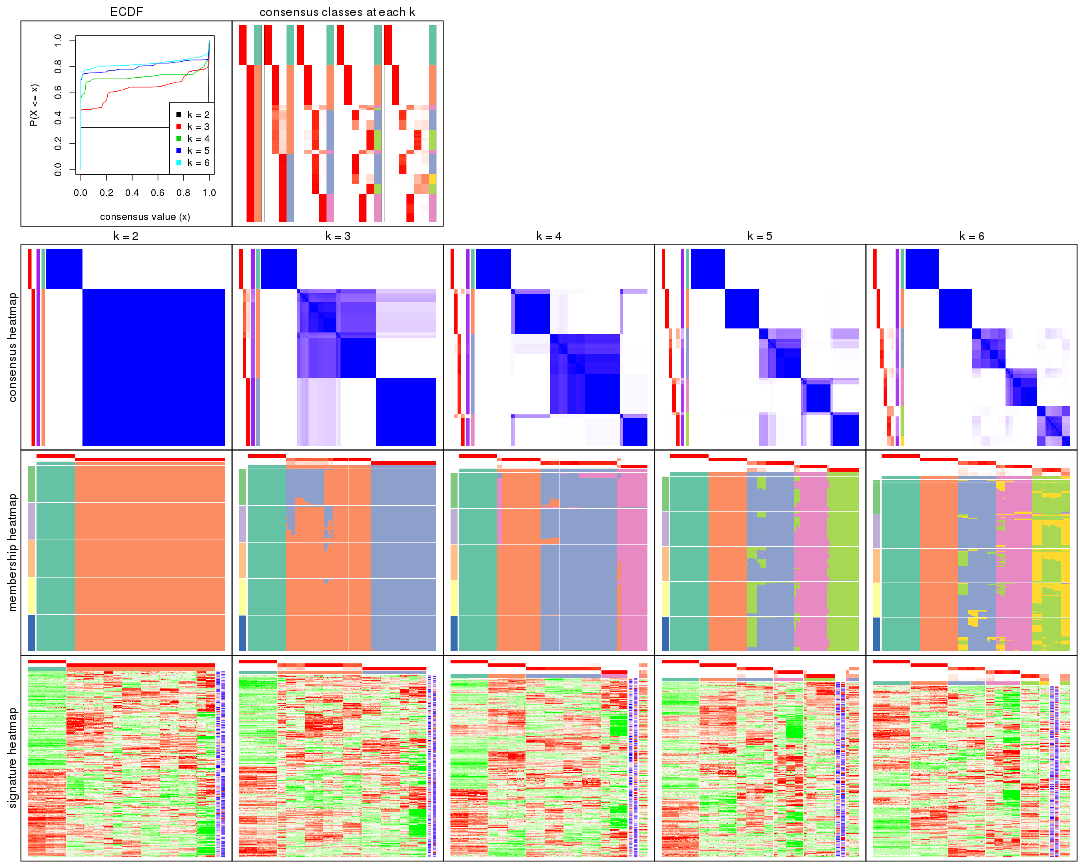 ECDF
consensus classes at each k
P(X <= x)
0.0 0.2 0.4 0.6 0.8 1.0
k = 2
k = 3
k = 4
k = 5
k = 6
0.0 0.2 0.4 0.6 0.8 1.0
consensus value (x)
k = 2
k = 3
k = 4
k = 5
k = 6
consensus heatmap
membership heatmap
signature heatmap